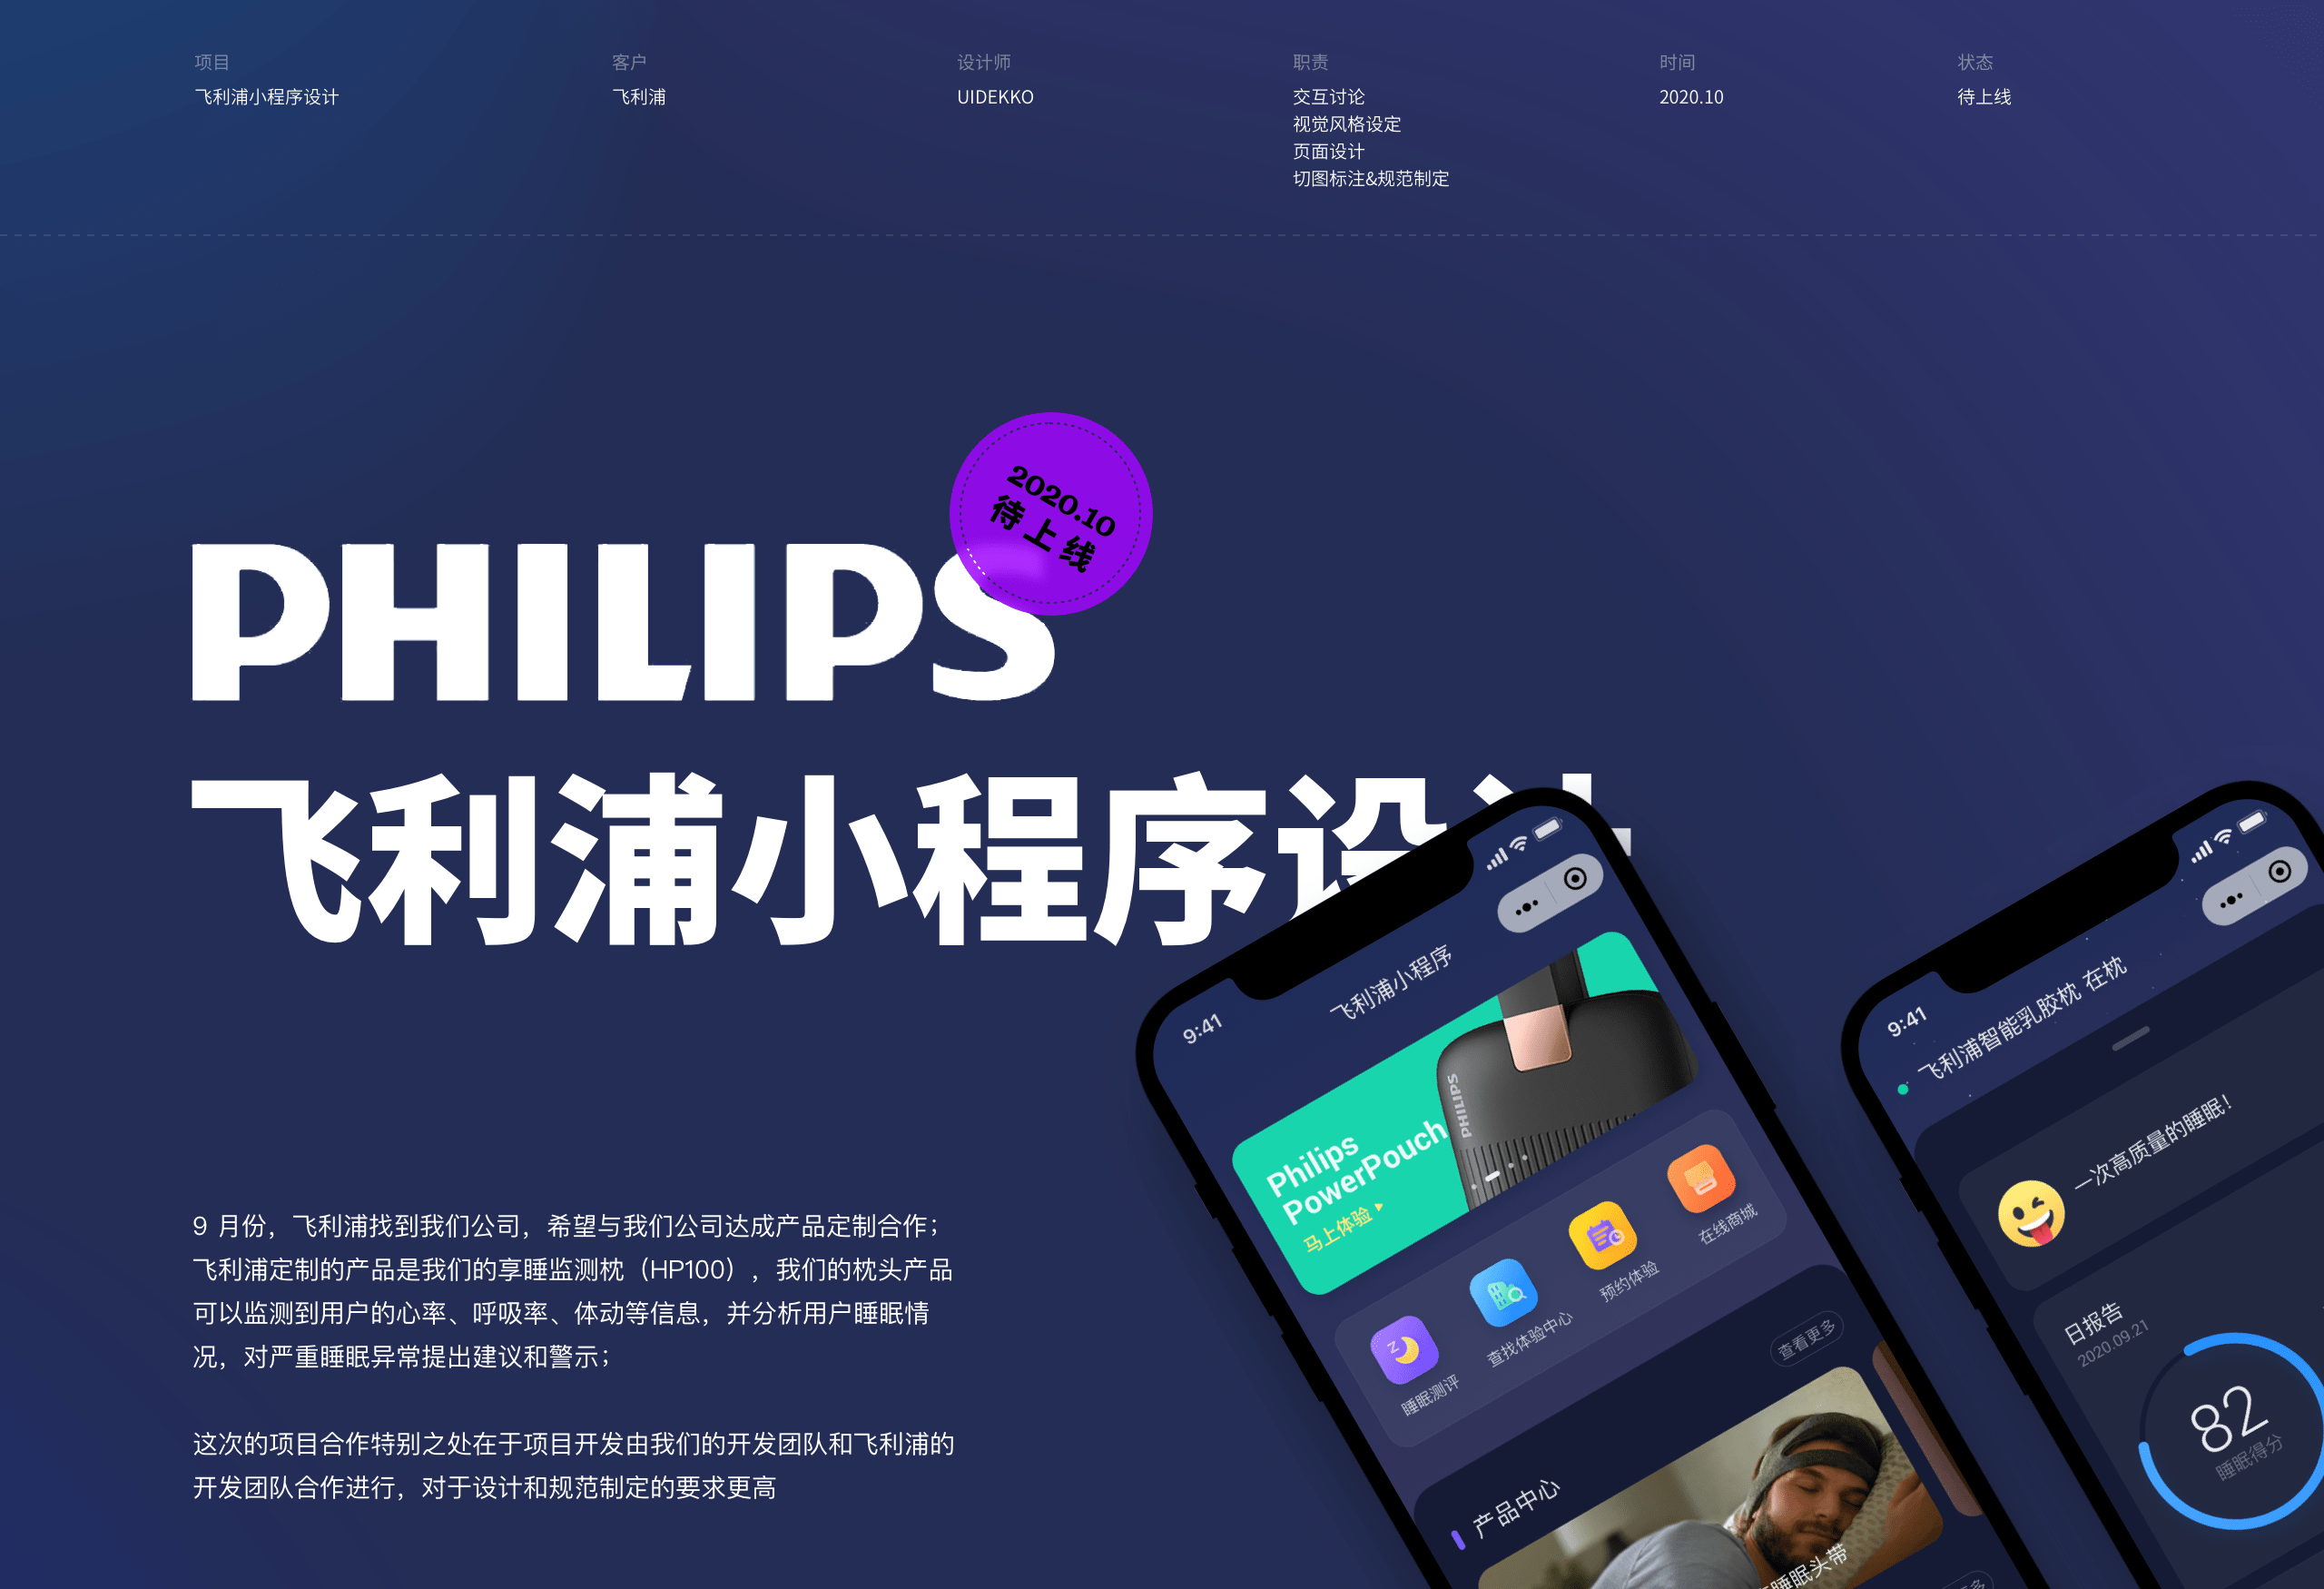 项目
飞利浦小程序设计
客户
飞利浦
设计师
UIDEKKO
职责
交互讨论
视觉风格设定
页面设计
切图标注&规范制定
时间
2020.10
状态
待上线
2020.10
待上线
PHILIPS
飞利浦小程序设计
9 月份，飞利浦找到我们公司，希望与我们公司达成产品定制合作；
飞利浦定制的产品是我们的享睡监测枕（HP100），我们的枕头产品
可以监测到用户的心率、呼吸率、体动等信息，并分析用户睡眠情
况，对严重睡眠异常提出建议和警示；
这次的项目合作特别之处在于项目开发由我们的开发团队和飞利浦的
开发团队合作进行，对于设计和规范制定的要求更高
9:41
飞利浦小程序
Philips
PowerPouch
马上体验
PHILIPS
睡眠测评
查找体验中心
预约体验
在线商城
产品中心
查看更多
睡眠头带
9:41
飞利浦智能乳胶枕 在枕
一次高质量的睡眠！
日报告
2020.09.21
82
睡眠得分